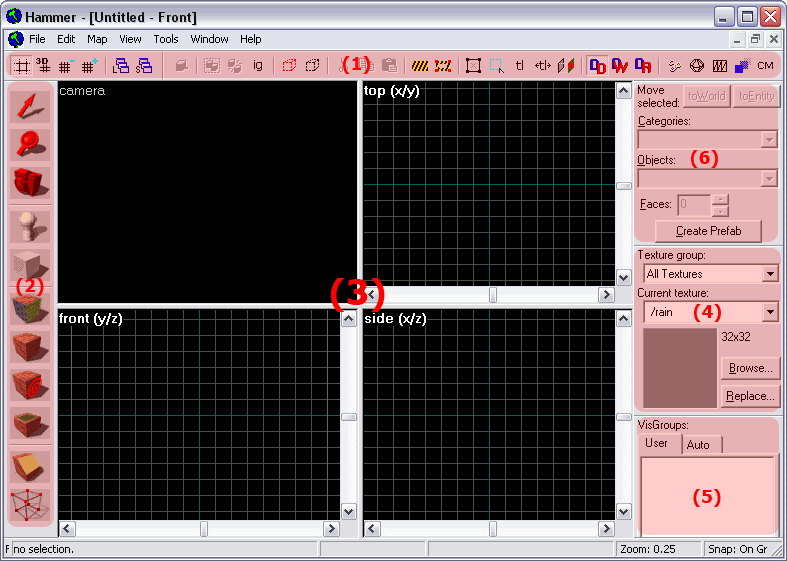 Hammer - [Untitled - Front]
File Edit Map View Tools Window Help
3D ig (1) tl <tl> CM
camera
top (x/y)
front (y/z)
side (x/z)
(2)
(3)
Move selected: toWorld toEntity
Categories:
Objects:
(6)
Faces: 0
Create Prefab
Texture group:
All Textures
Current texture:
/rain (4)
32x32
Browse...
Replace...
VisGroups:
User Auto
(5)
no selection.
Zoom: 0.25
Snap: On Gr